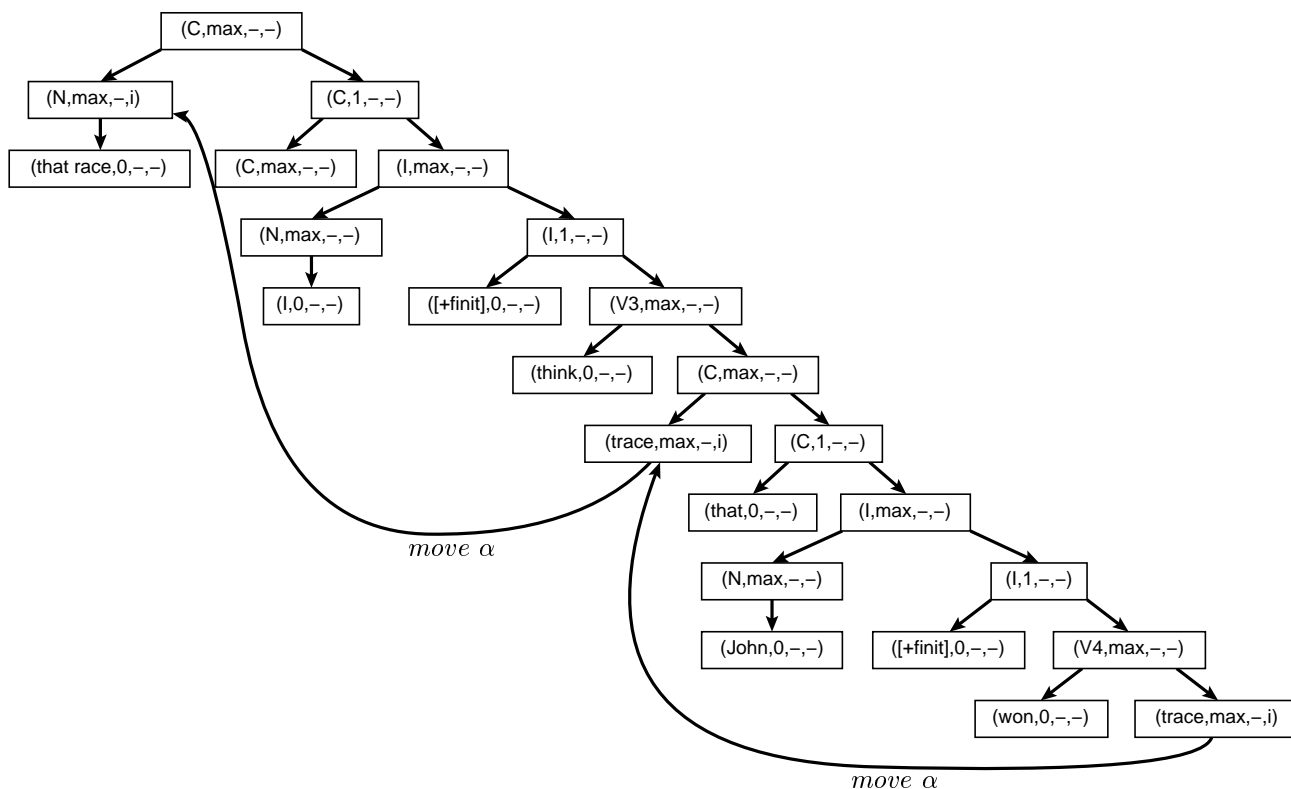 (C,max,–,–)
(N,max,–,i)
(C,1,–,–)
(that race,0,–,–)
(C,max,–,–)
(I,max,–,–)
(N,max,–,–)
(I,1,–,–)
(I,0,–,–)
([+finit],0,–,–)
(V3,max,–,–)
(think,0,–,–)
(C,max,–,–)
(trace,max,–,i)
(C,1,–,–)
(that,0,–,–)
(I,max,–,–)
move α
(N,max,–,–)
(I,1,–,–)
(John,0,–,–)
([+finit],0,–,–)
(V4,max,–,–)
(won,0,–,–)
(trace,max,–,i)
move α